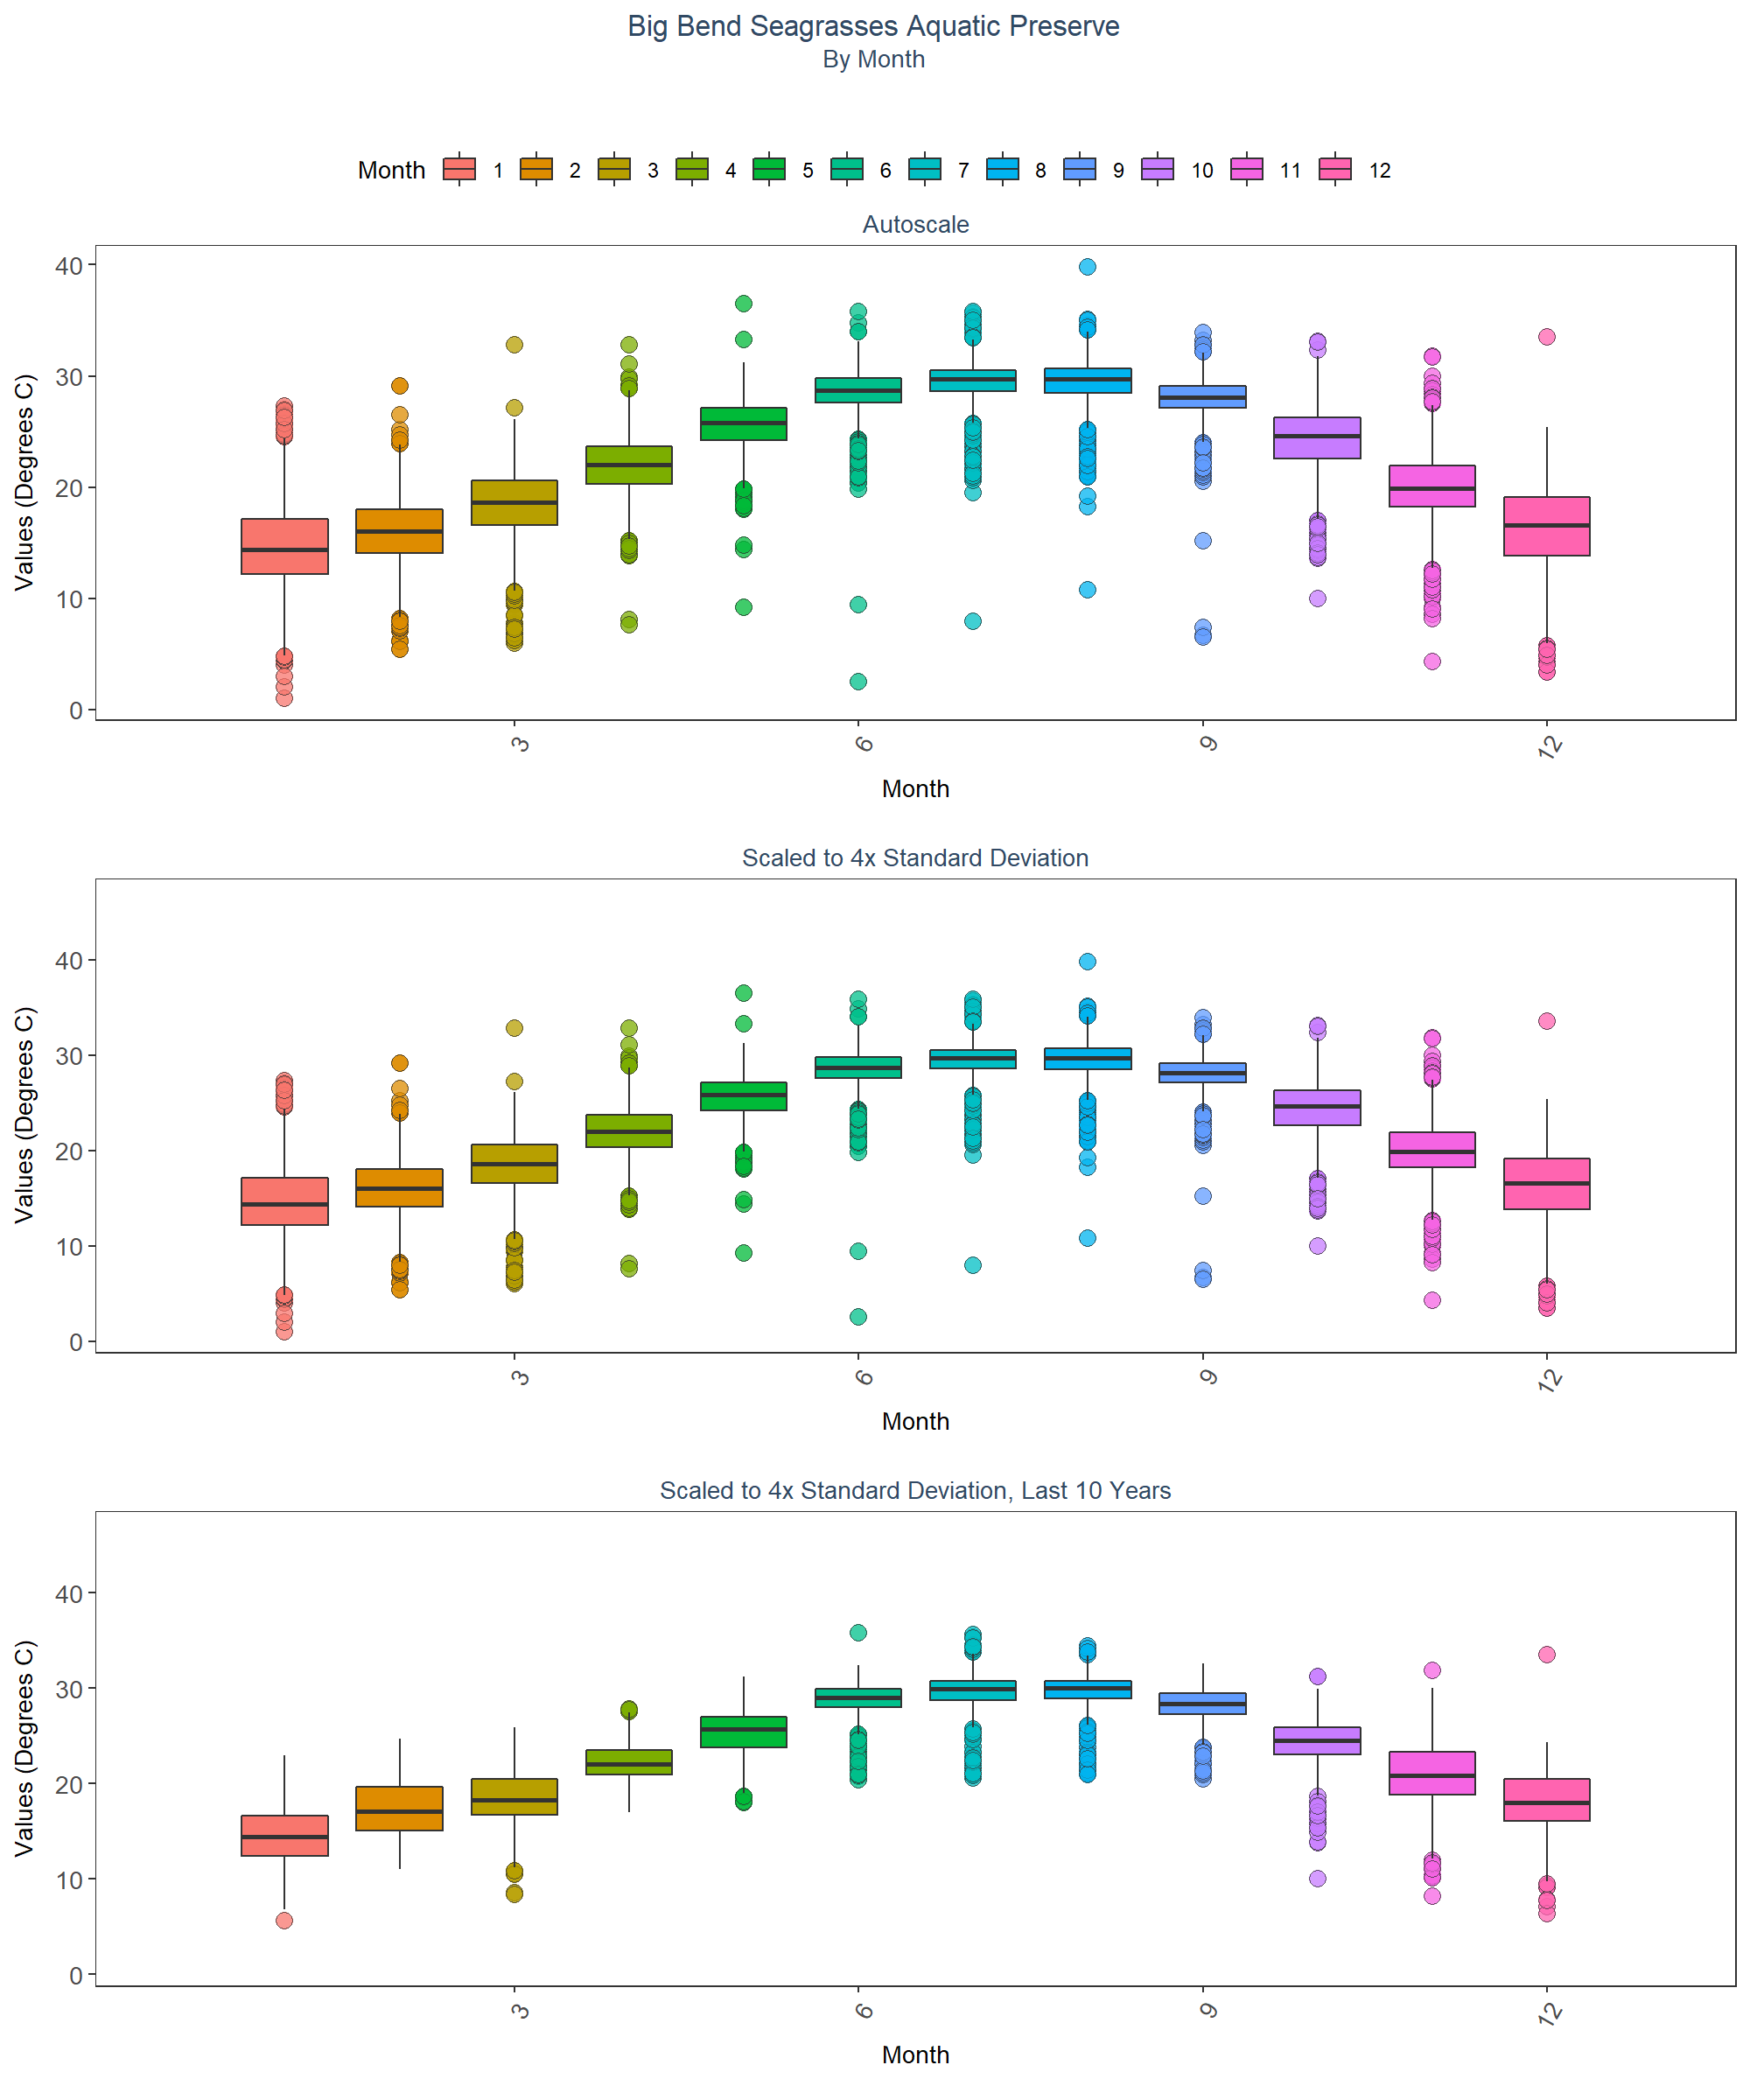 Big Bend Seagrasses Aquatic Preserve
By Month
Month 1 2 3 4 5 6 7 8 9 10 11 12
Autoscale
Values (Degrees C)
40
30
20
10
0
3 6 9 12
Month
Scaled to 4x Standard Deviation
Values (Degrees C)
40
30
20
10
0
3 6 9 12
Month
Scaled to 4x Standard Deviation, Last 10 Years
Values (Degrees C)
40
30
20
10
0
3 6 9 12
Month